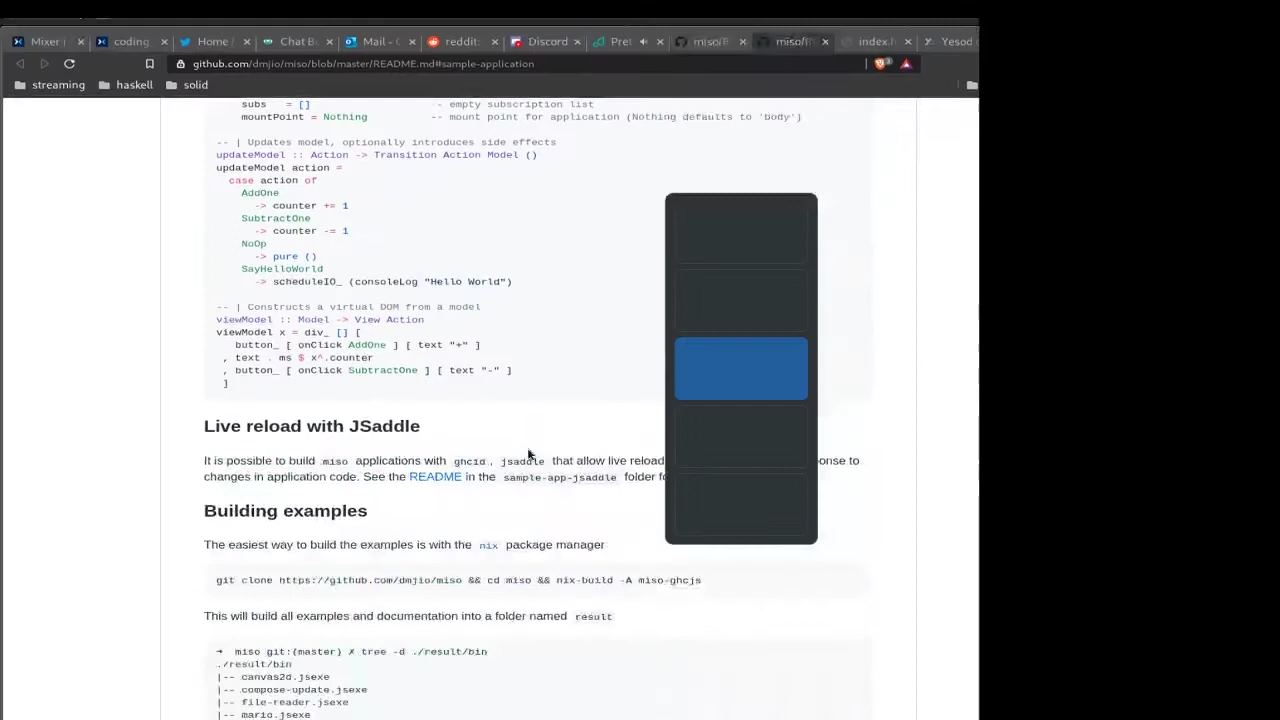 Mixer | coding Home / Chat B Mail - reddit: Discord Pret miso/ miso/ index.h Yesod
github.com/dmjio/miso/blob/master/README.md#sample-application
streaming haskell solid
subs = [] -- empty subscription list
mountPoint = Nothing -- mount point for application (Nothing defaults to 'body')
-- | Updates model, optionally introduces side effects
updateModel :: Action -> Transition Action Model ()
updateModel action =
case action of
AddOne
-> counter += 1
SubtractOne
-> counter -= 1
NoOp
-> pure ()
SayHelloWorld
-> scheduleIO_ (consoleLog "Hello World")
-- | Constructs a virtual DOM from a model
viewModel :: Model -> View Action
viewModel x = div_ [] [
button_ [ onClick AddOne ] [ text "+" ]
, text . ms $ x^.counter
, button_ [ onClick SubtractOne ] [ text "-" ]
]
Live reload with JSaddle
It is possible to build miso applications with ghcid, jsaddle that allow live reload onse to
changes in application code. See the README in the sample-app-jsaddle folder fo
Building examples
The easiest way to build the examples is with the nix package manager
git clone https://github.com/dmjio/miso && cd miso && nix-build -A miso-ghcjs
This will build all examples and documentation into a folder named result
➜ miso git:(master) ✗ tree -d ./result/bin
./result/bin
|-- canvas2d.jsexe
|-- compose-update.jsexe
|-- file-reader.jsexe
|-- mario.jsexe